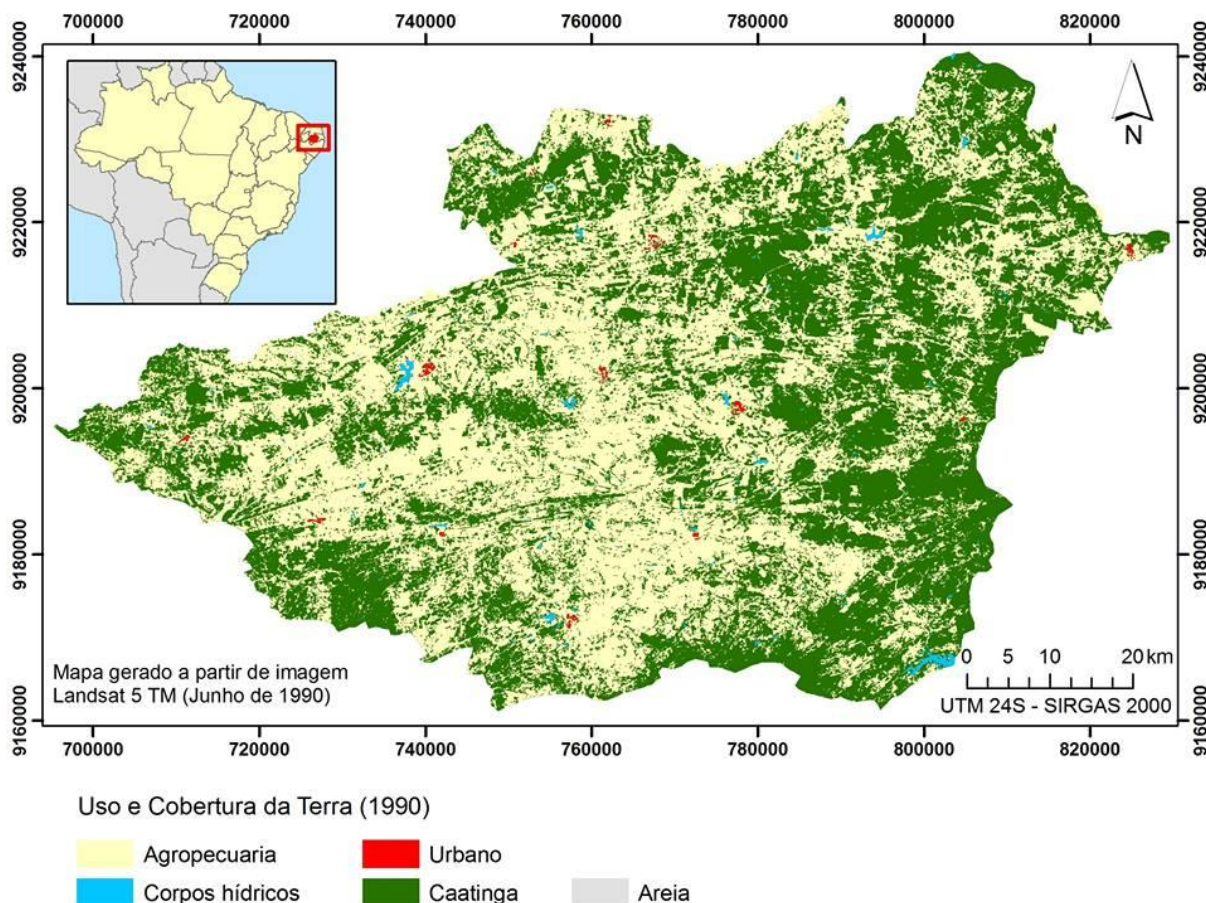 700000 720000 740000 760000 780000 800000 820000
9240000 9240000
N
9220000 9220000
9200000 9200000
9180000 9180000
Mapa gerado a partir de imagem
Landsat 5 TM (Junho de 1990)
0 5 10 20 km
UTM 24S - SIRGAS 2000
9160000 9160000
700000 720000 740000 760000 780000 800000 820000
Uso e Cobertura da Terra (1990)
Agropecuaria Urbano
Corpos hídricos Caatinga Areia